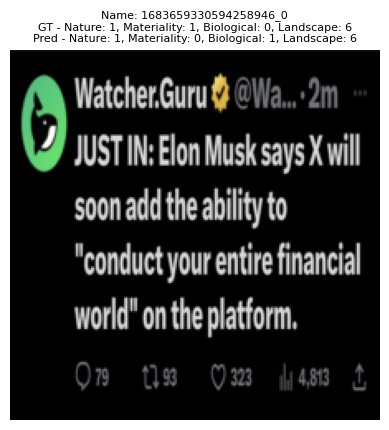 Name: 1683659330594258946_0
GT - Nature: 1, Materiality: 1, Biological: 0, Landscape: 6
Pred - Nature: 1, Materiality: 0, Biological: 1, Landscape: 6
Watcher.Guru @Wa... · 2m ...
JUST IN: Elon Musk says X will
soon add the ability to
"conduct your entire financial
world" on the platform.
79 93 323 4,813